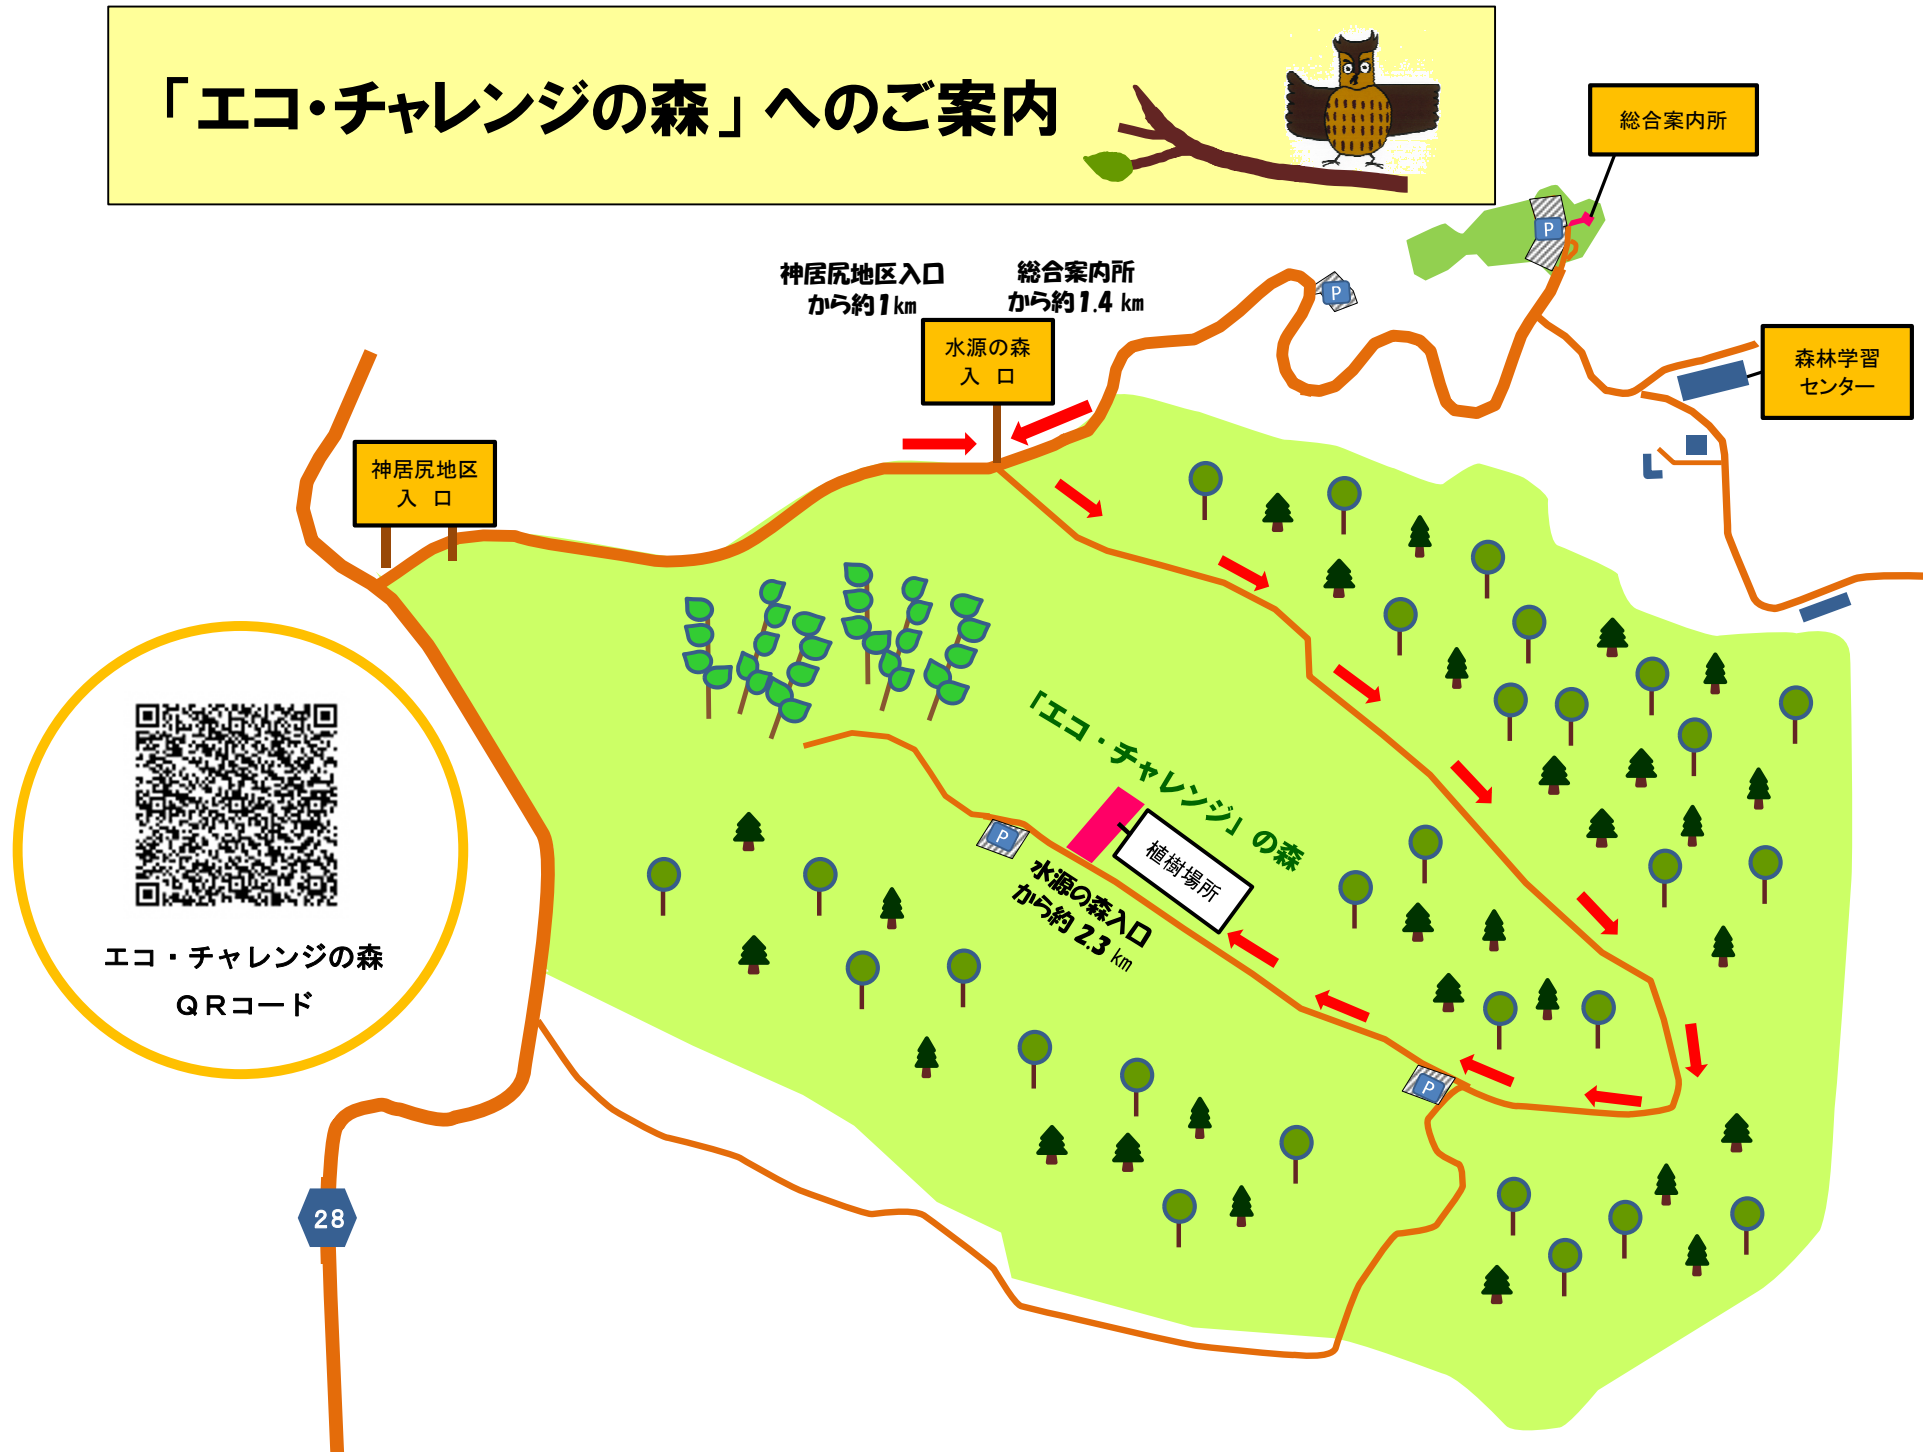 「エコ・チャレンジの森」へのご案内
総合案内所
P
神居尻地区入口
から約1km
総合案内所
から約1.4 km
P
水源の森
入　口
森林学習
センター
神居尻地区
入　口
「エコ・チャレンジ」の森
植樹場所
P
水源の森入口
から約 2.3 km
エコ・チャレンジの森
QRコード
P
28